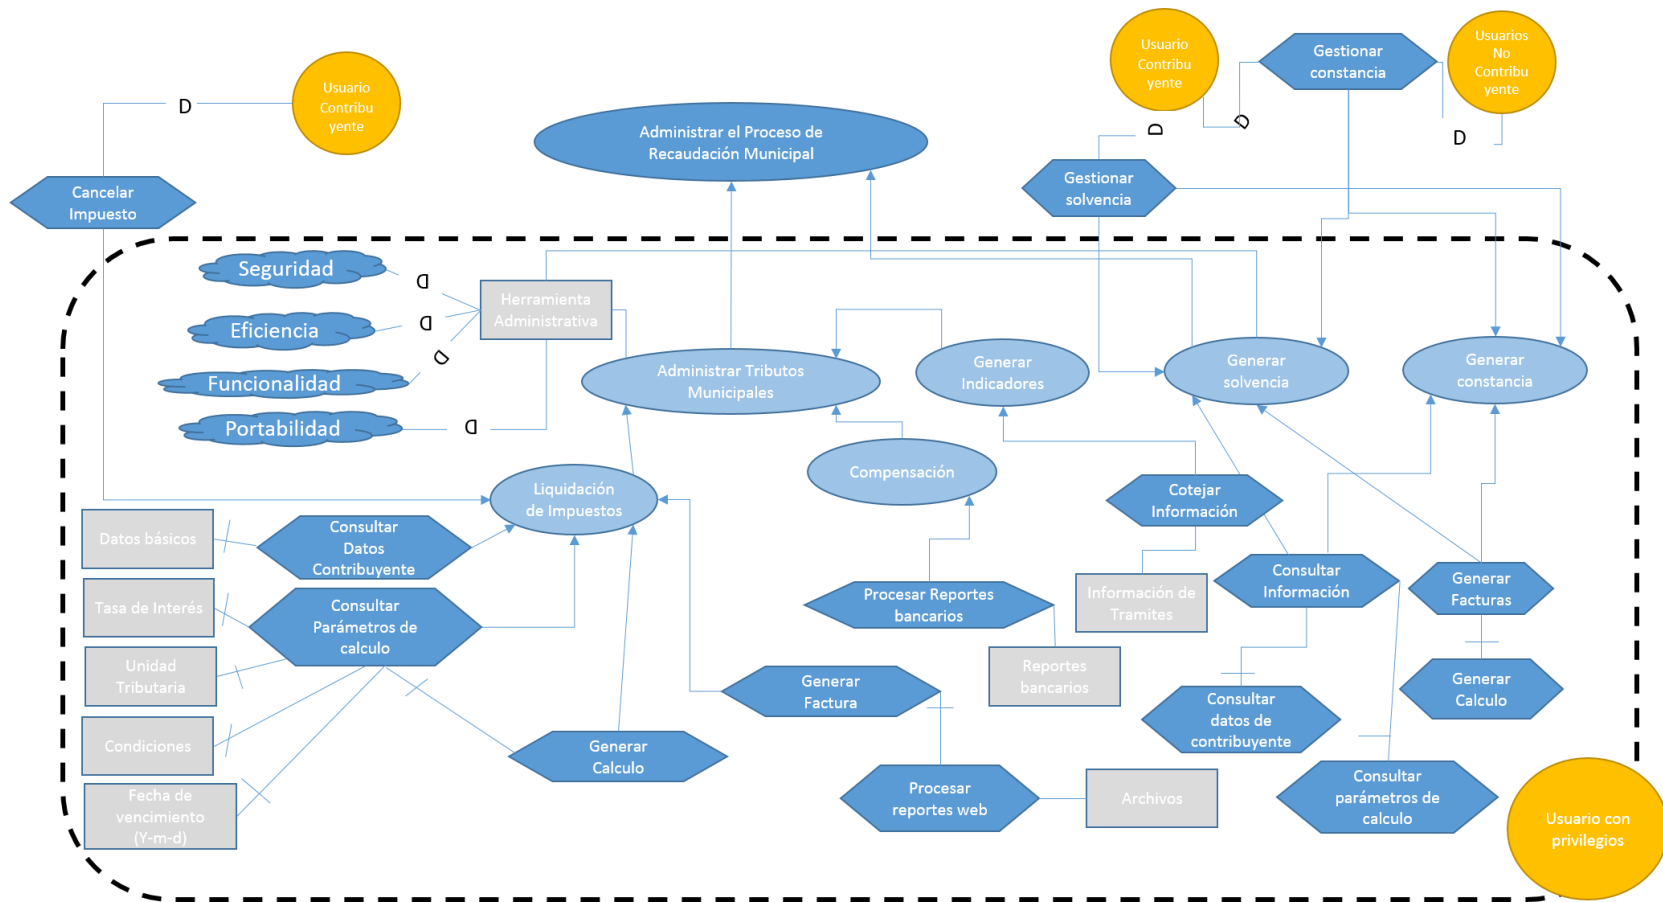 Usuario
Contribu
yente
D
Cancelar
Impuesto
Administrar el Proceso de
Recaudación Municipal
Usuario
Contribu
yente
Gestionar
constancia
Usuarios
No
Contribu
yente
D
D
D
Gestionar
solvencia
Seguridad
D
Eficiencia
D
Funcionalidad
D
Portabilidad
D
Herramienta
Administrativa
Administrar Tributos
Municipales
Generar
Indicadores
Generar
solvencia
Generar
constancia
Liquidación
de Impuestos
Compensación
Cotejar
Información
Datos básicos
Consultar
Datos
Contribuyente
Tasa de Interés
Consultar
Parámetros de
calculo
Unidad
Tributaria
Condiciones
Fecha de
vencimiento
(Y-m-d)
Generar
Calculo
Procesar Reportes
bancarios
Reportes
bancarios
Información de
Tramites
Consultar
Información
Generar
Facturas
Generar
Factura
Generar
Calculo
Consultar
datos de
contribuyente
Procesar
reportes web
Archivos
Consultar
parámetros de
calculo
Usuario con
privilegios